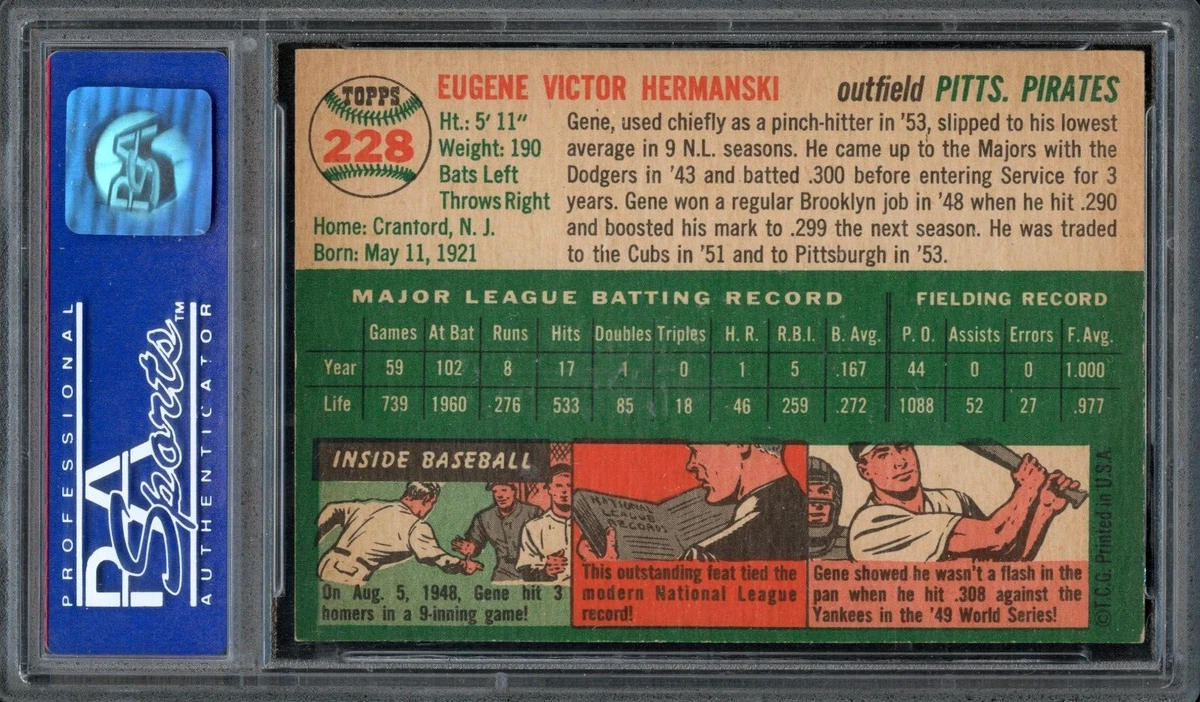 PSA
PROFESSIONAL
PSA Sports™
AUTHENTICATOR
TOPPS
228
EUGENE VICTOR HERMANSKI
outfield PITTS. PIRATES
Ht.: 5' 11"
Weight: 190
Bats Left
Throws Right
Home: Cranford, N. J.
Born: May 11, 1921
Gene, used chiefly as a pinch-hitter in '53, slipped to his lowest
average in 9 N.L. seasons. He came up to the Majors with the
Dodgers in '43 and batted .300 before entering Service for 3
years. Gene won a regular Brooklyn job in '48 when he hit .290
and boosted his mark to .299 the next season. He was traded
to the Cubs in '51 and to Pittsburgh in '53.
MAJOR LEAGUE BATTING RECORD FIELDING RECORD
Games At Bat Runs Hits Doubles Triples H. R. R.B.I. B. Avg. P. O. Assists Errors F. Avg.
Year 59 102 8 17 1 0 1 5 .167 44 0 0 1.000
Life 739 1960 276 533 85 18 46 259 .272 1088 52 27 .977
INSIDE BASEBALL
NATIONAL
LEAGUE
RECORDS
On Aug. 5, 1948, Gene hit 3
homers in a 9-inning game!
This outstanding feat tied the
modern National League
record!
Gene showed he wasn't a flash in the
pan when he hit .308 against the
Yankees in the '49 World Series!
©T.C.G. Printed in U.S.A.